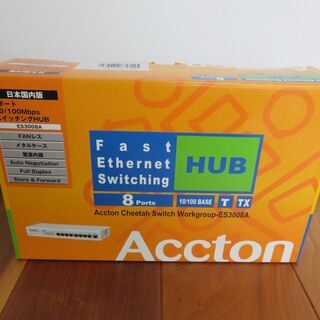 日本国内版
ポート
0/100Mbps
スイッチングHUB
ES3008A
FANレス
メタルケース
電源内蔵
Auto Negotiation
Full Duplex
Store & Forward
Fast
Ethernet
Switching
HUB
8 Ports
10/100 BASE
T
TX
Accton Cheetah Switch Workgroup-ES3008A
Accton